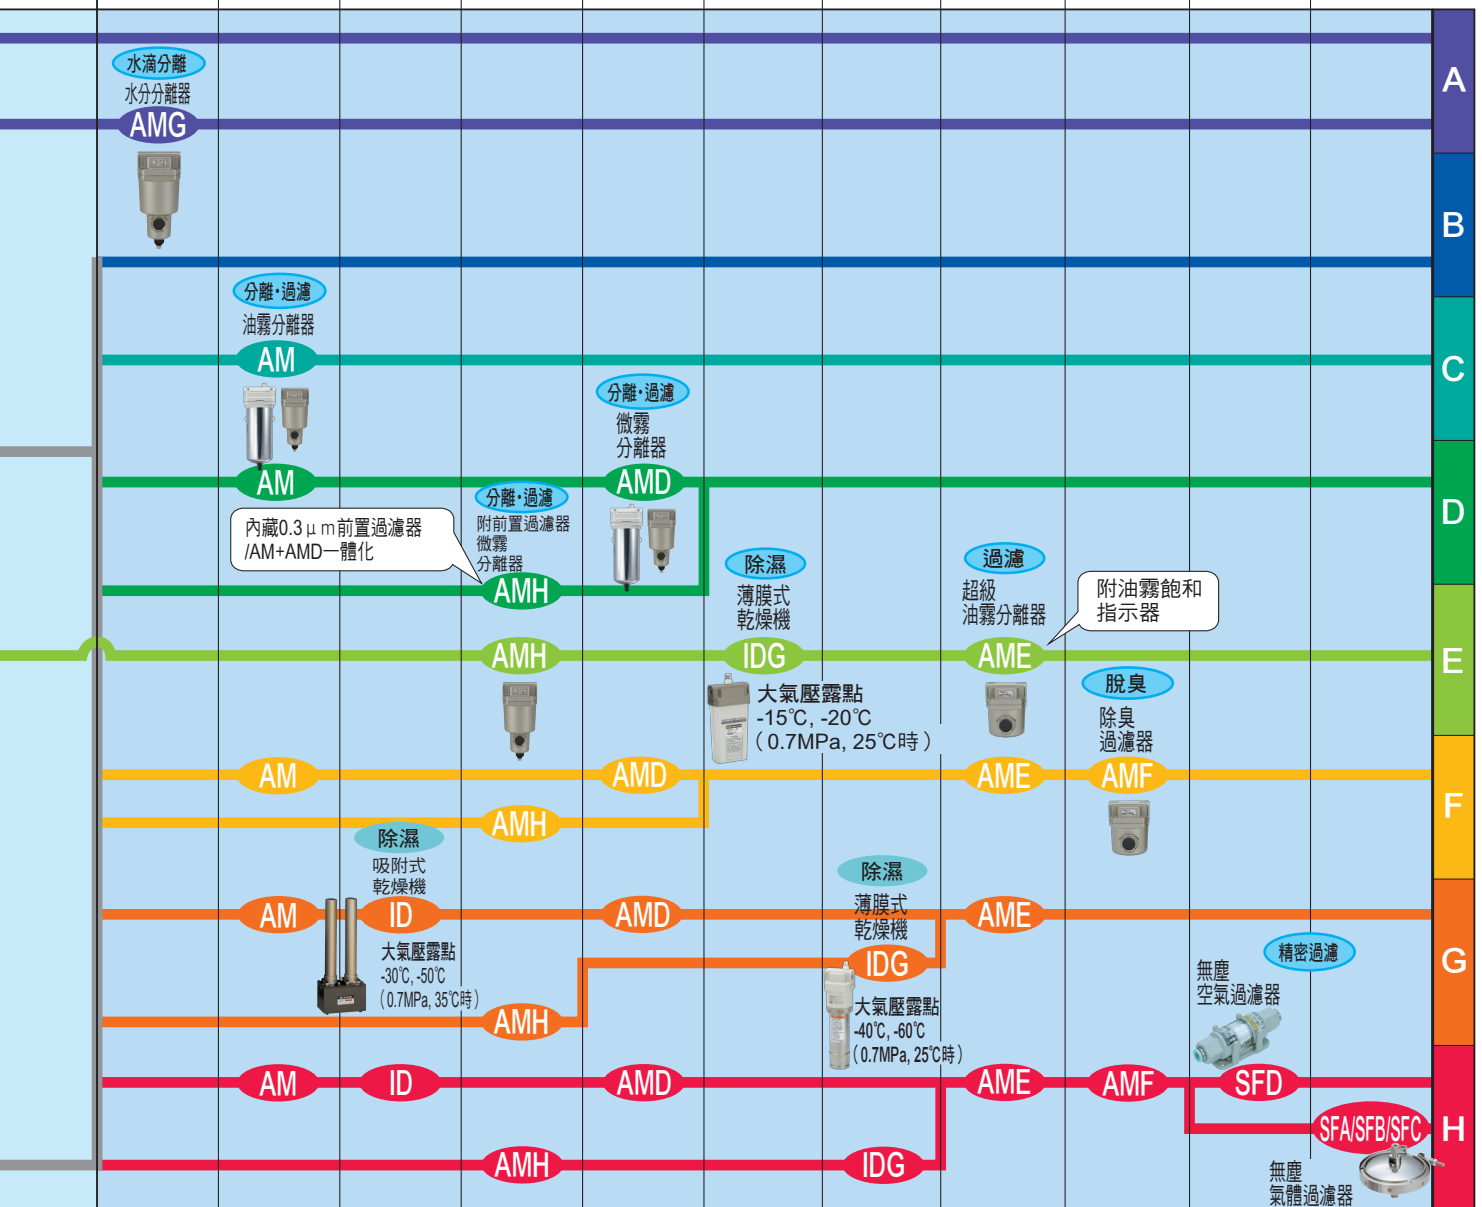 A
水滴分離
水分分離器
AMG
B
分離・過濾
油霧分離器
AM
C
分離・過濾
微霧
分離器
AM
AMD
D
分離・過濾
附前置過濾器
微霧
分離器
內藏0.3μm前置過濾器
/AM+AMD一體化
AMH
除濕
薄膜式
乾燥機
過濾
超級
油霧分離器
附油霧飽和
指示器
AMH
IDG
AME
E
大氣壓露點
-15℃, -20℃
（0.7MPa, 25℃時）
脫臭
除臭
過濾器
AM
AMD
AME
AMF
F
AMH
除濕
吸附式
乾燥機
除濕
薄膜式
乾燥機
AM
ID
AMD
AME
大氣壓露點
-30℃, -50℃
（0.7MPa, 35℃時）
IDG
G
精密過濾
無塵
空氣過濾器
大氣壓露點
-40℃, -60℃
（0.7MPa, 25℃時）
AMH
AM
ID
AMD
AME
AMF
SFD
SFA/SFB/SFC
H
AMH
IDG
無塵
氣體過濾器